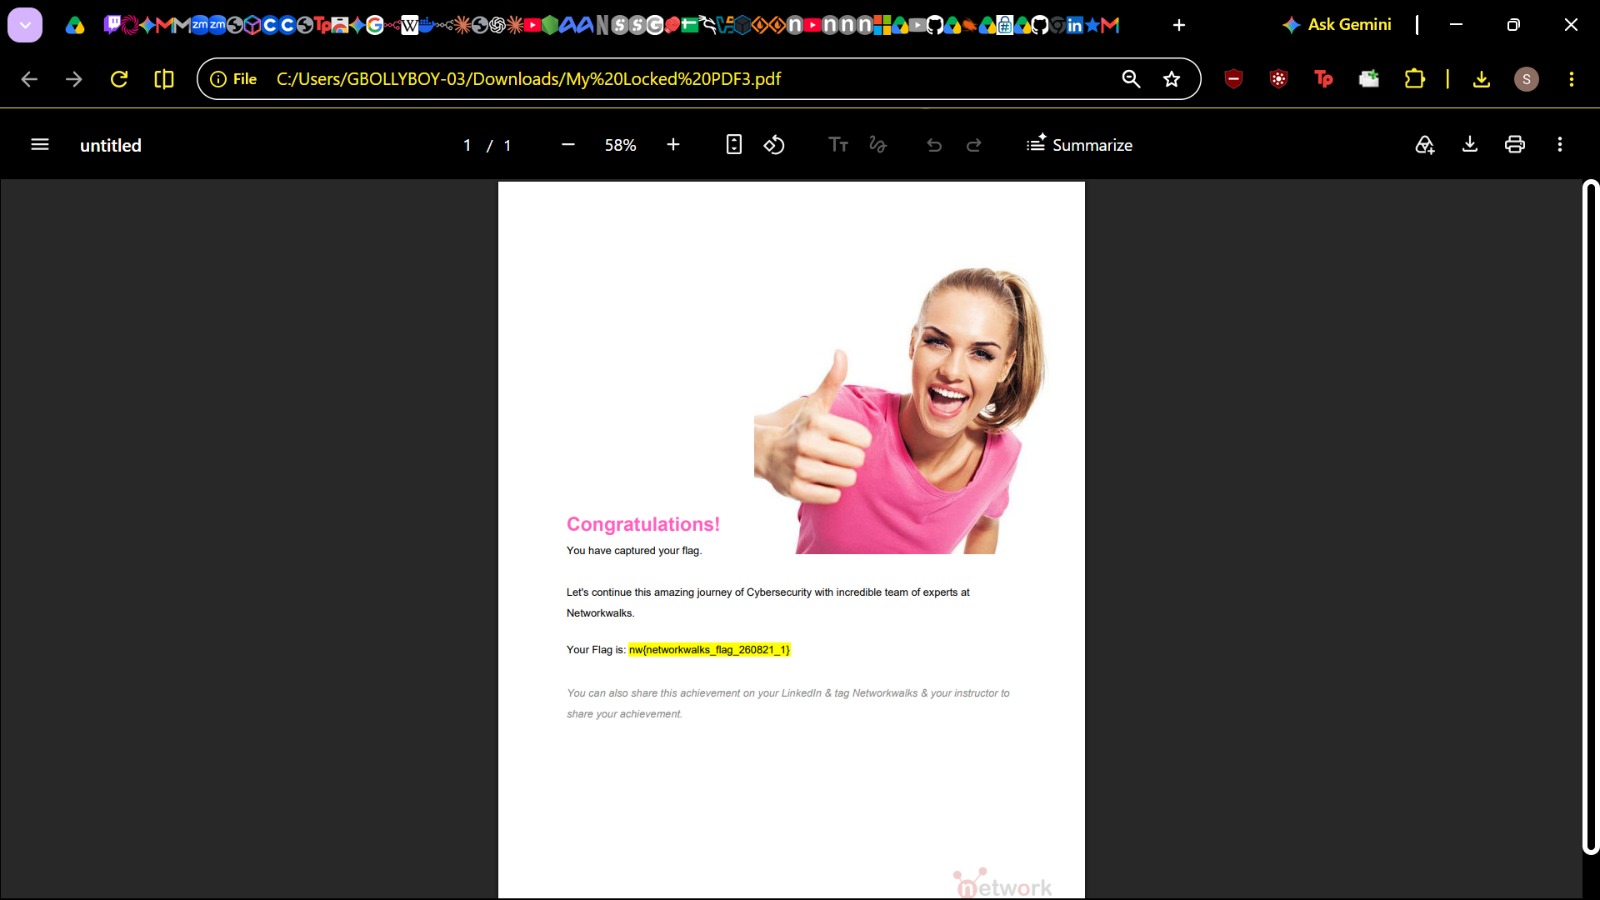 Ask Gemini
File C:/Users/GBOLLYBOY-03/Downloads/My%20Locked%20PDF3.pdf
S
untitled
1 / 1
58%
Summarize
Congratulations!
You have captured your flag.
Let's continue this amazing journey of Cybersecurity with incredible team of experts at
Networkwalks.
Your Flag is: nw{networkwalks_flag_260821_1}
You can also share this achievement on your LinkedIn & tag Networkwalks & your instructor to
share your achievement.
network